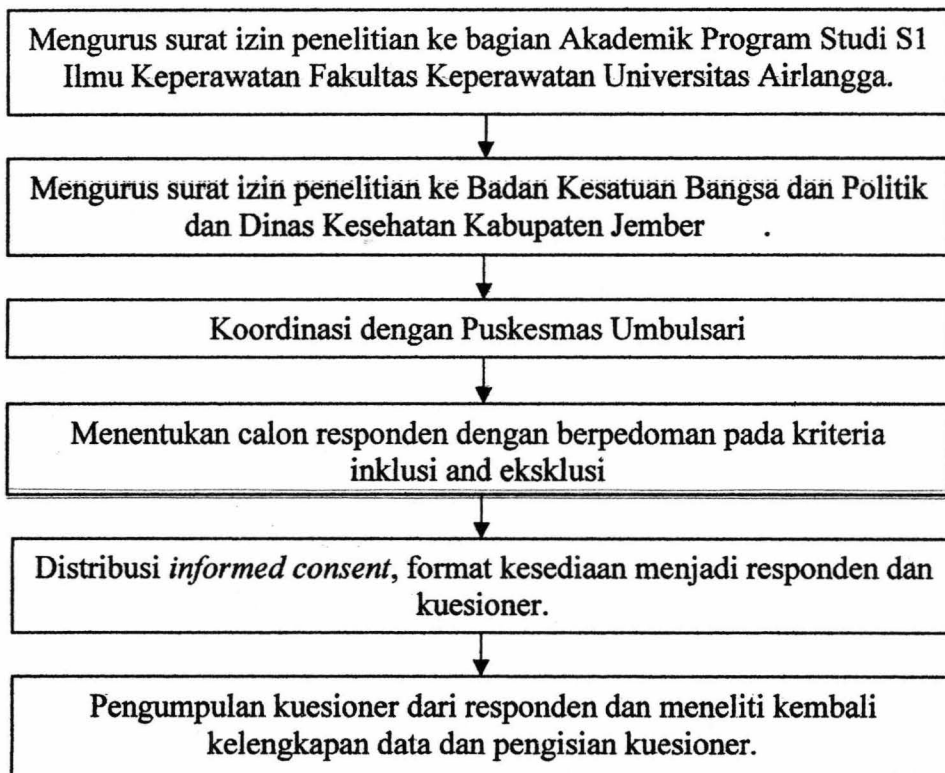 Mengurus surat izin penelitian ke bagian Akademik Program Studi S1
Ilmu Keperawatan Fakultas Keperawatan Universitas Airlangga.
Mengurus surat izin penelitian ke Badan Kesatuan Bangsa dan Politik
dan Dinas Kesehatan Kabupaten Jember .
Koordinasi dengan Puskesmas Umbulsari
Menentukan calon responden dengan berpedoman pada kriteria
inklusi and eksklusi
Distribusi informed consent, format kesediaan menjadi responden dan
kuesioner.
Pengumpulan kuesioner dari responden dan meneliti kembali
kelengkapan data dan pengisian kuesioner.